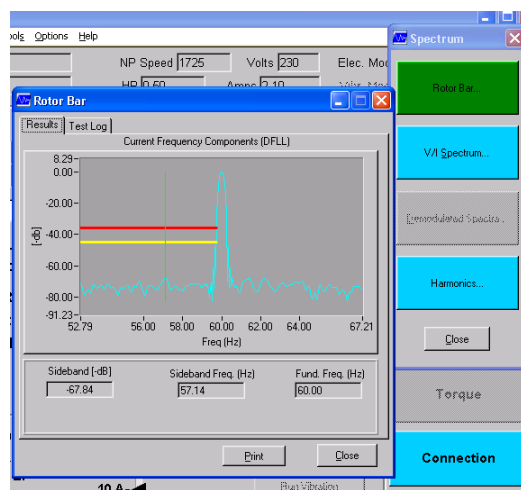 ools Options Help
Spectrum
NP Speed 1725 Volts 230 Elec. Mod
HP 0.60 Amps 2.10
Rotor Bar
Rotor Bar...
Results Test Log
Current Frequency Components (DFLL)
8.29
0.00
-20.00
-40.00
-60.00
-80.00
-91.23
[-db]
52.79 56.00 58.00 60.00 62.00 64.00 67.21
Freq (Hz)
V/I Spectrum...
Demodulated Spectra...
Harmonics...
Close
Sideband [-dB] Sideband Freq. (Hz) Fund. Freq. (Hz)
-67.84 57.14 60.00
Torque
Print Close
Connection
10 A
Run Vibration